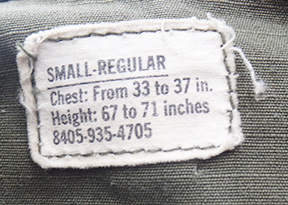 SMALL-REGULAR
Chest: From 33 to 37 in.
Height: 67 to 71 inches
8405-935-4705